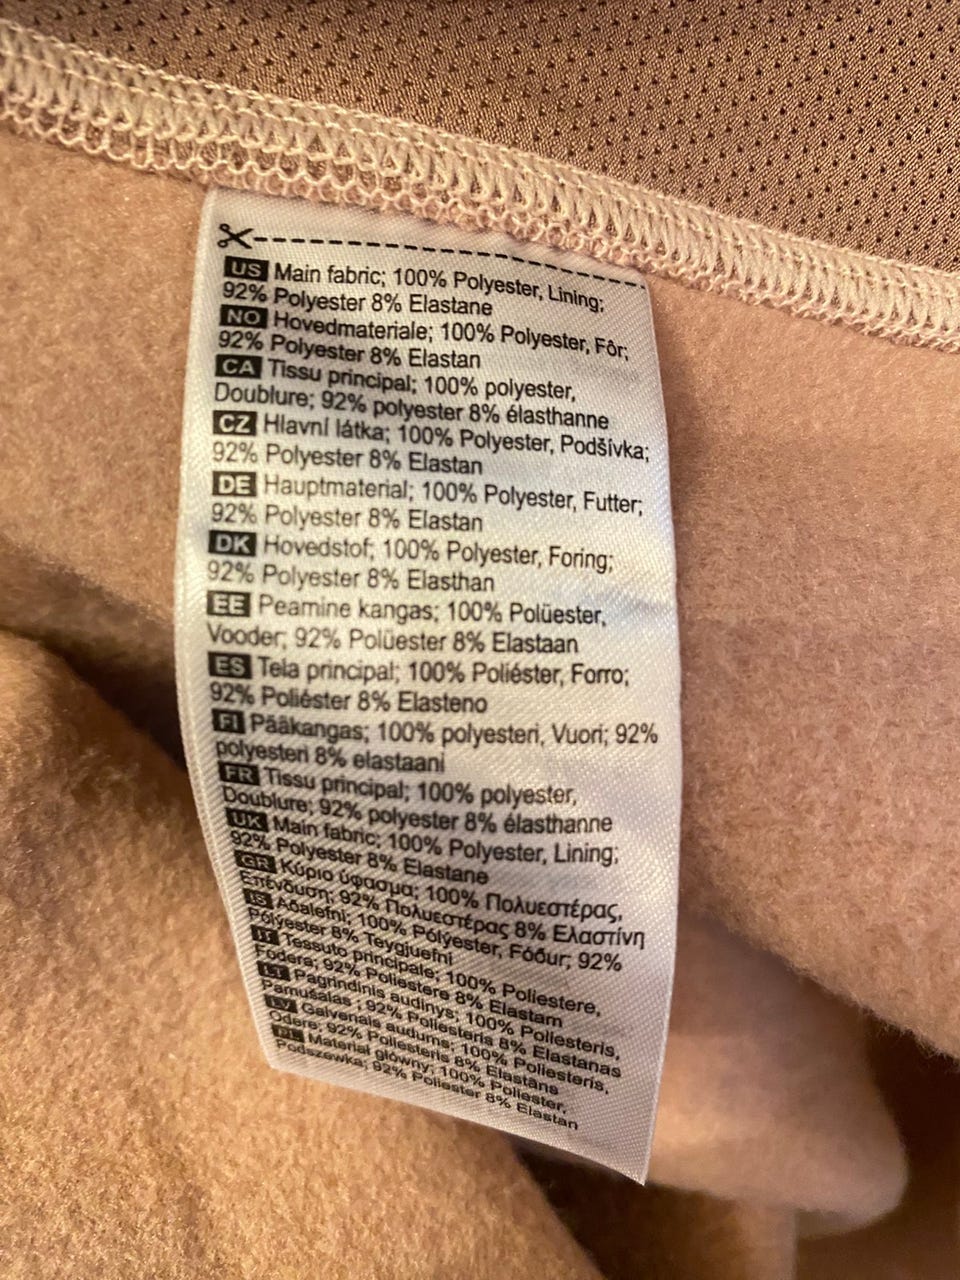 US Main fabric; 100% Polyester, Lining;
92% Polyester 8% Elastane
NO Hovedmateriale; 100% Polyester, Fôr;
92% Polyester 8% Elastan
CA Tissu principal; 100% polyester,
Doublure; 92% polyester 8% élasthanne
CZ Hlavní látka; 100% Polyester, Podšívka;
92% Polyester 8% Elastan
DE Hauptmaterial; 100% Polyester, Futter;
92% Polyester 8% Elastan
DK Hovedstof; 100% Polyester, Foring;
92% Polyester 8% Elasthan
EE Peamine kangas; 100% Polüester,
Vooder; 92% Polüester 8% Elastaan
ES Tela principal; 100% Poliéster, Forro;
92% Poliéster 8% Elasteno
FI Pääkangas; 100% polyesteri, Vuori; 92%
polyesteri 8% elastaani
FR Tissu principal; 100% polyester,
Doublure; 92% polyester 8% élasthanne
UK Main fabric; 100% Polyester, Lining;
92% Polyester 8% Elastane
GR Κύριο ύφασμα; 100% Πολυεστέρας,
Επένδυση; 92% Πολυεστέρας 8% Ελαστίνη
IS Aðalefni; 100% Pólýester, Fóður; 92%
Pólýester 8% Teygjuefni
IT Tessuto principale; 100% Poliestere,
Fodera; 92% Poliestere 8% Elastam
LT Pagrindinis audinys; 100% Poliesteris,
Pamušalas ; 92% Poliesteris 8% Elastanas
LV Galvenais audums; 100% Poliesteris,
Odere; 92% Poliesteris 8% Elastāns
PL Materiał główny; 100% Poliester,
Podszewka; 92% Poliester 8% Elastan